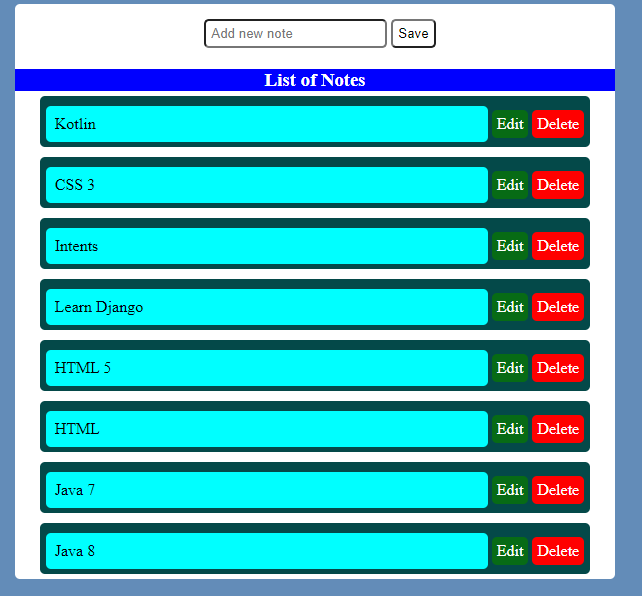 Add new note Save
List of Notes
Kotlin Edit Delete
CSS 3 Edit Delete
Intents Edit Delete
Learn Django Edit Delete
HTML 5 Edit Delete
HTML Edit Delete
Java 7 Edit Delete
Java 8 Edit Delete